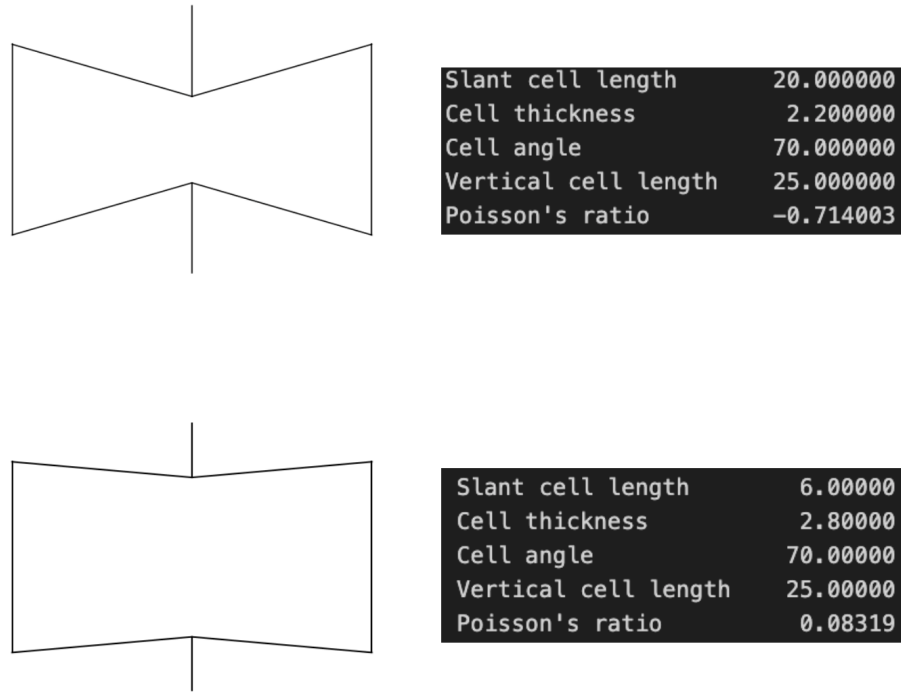 Slant cell length 20.000000
Cell thickness 2.200000
Cell angle 70.000000
Vertical cell length 25.000000
Poisson's ratio -0.714003
Slant cell length 6.00000
Cell thickness 2.80000
Cell angle 70.00000
Vertical cell length 25.00000
Poisson's ratio 0.08319